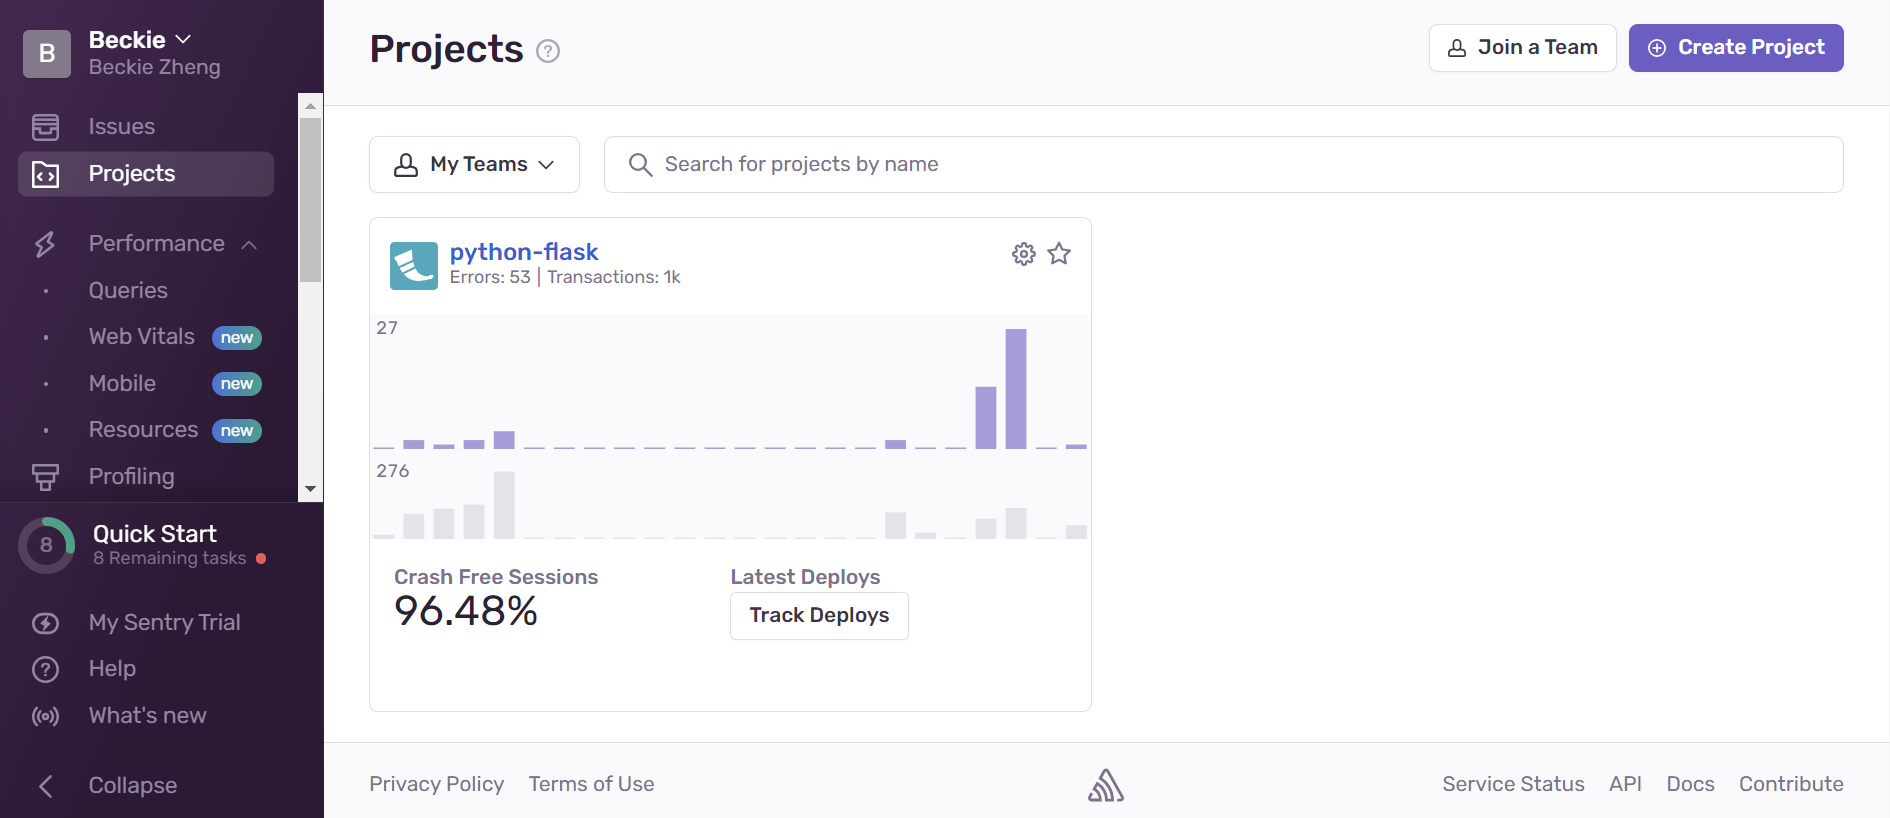 B
Beckie
Beckie Zheng
Issues
Projects
Performance
Queries
Web Vitals new
Mobile new
Resources new
Profiling
8
Quick Start
8 Remaining tasks
My Sentry Trial
Help
What's new
Collapse
Projects ?
Join a Team
Create Project
My Teams
Search for projects by name
python-flask
Errors: 53 | Transactions: 1k
27
276
Crash Free Sessions
96.48%
Latest Deploys
Track Deploys
Privacy Policy Terms of Use
Service Status API Docs Contribute